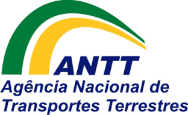 ANTT
Agência Nacional de
Transportes Terrestres